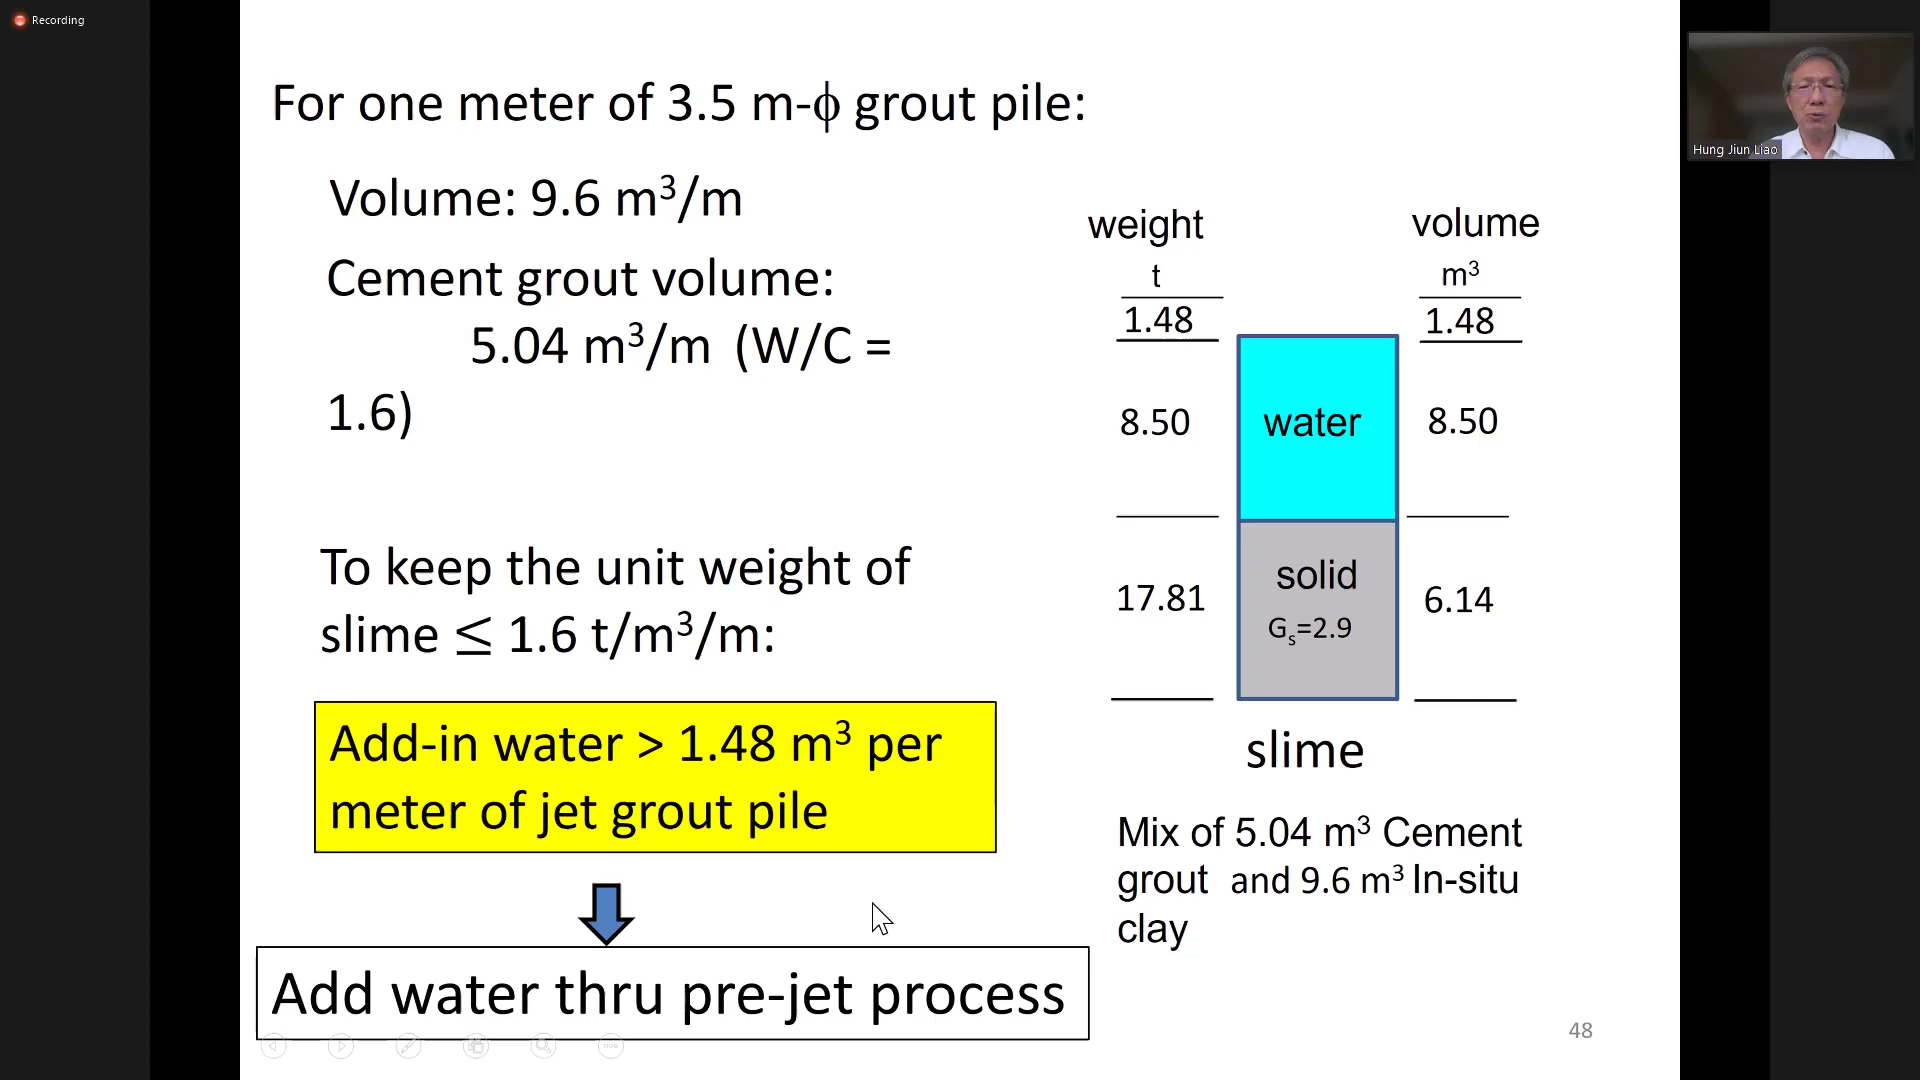 Recording
Hung Jiun Liao
For one meter of 3.5 m-ϕ grout pile:
Volume: 9.6 m³/m
Cement grout volume:
5.04 m³/m (W/C =
1.6)
To keep the unit weight of
slime ≤ 1.6 t/m³/m:
Add-in water > 1.48 m³ per
meter of jet grout pile
Add water thru pre-jet process
weight volume
t m³
1.48 1.48
8.50 water 8.50
17.81 solid 6.14
Gₛ=2.9
slime
Mix of 5.04 m³ Cement
grout and 9.6 m³ In-situ
clay
48